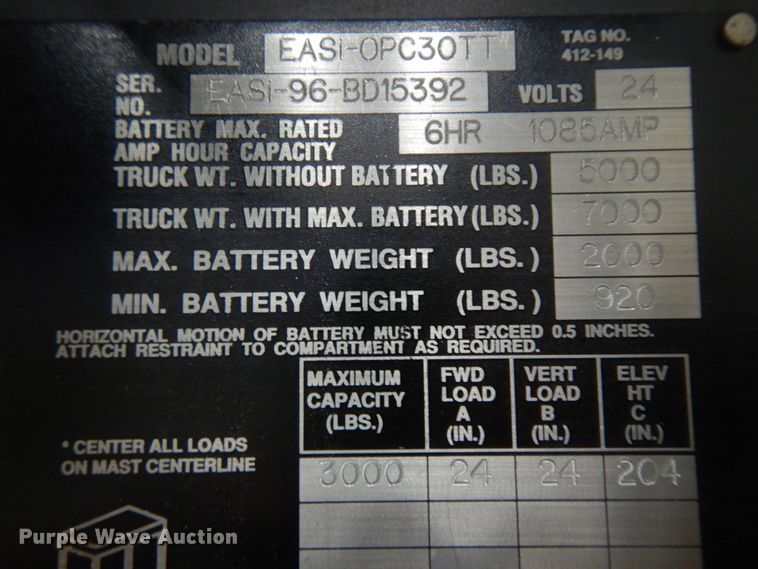 MODEL EASi-OPC30TT TAG NO. 412-149
SER. NO. EASi-96-BD15392 VOLTS 24
BATTERY MAX. RATED AMP HOUR CAPACITY 6HR 1085AMP
TRUCK WT. WITHOUT BATTERY (LBS.) 5000
TRUCK WT. WITH MAX. BATTERY (LBS.) 7000
MAX. BATTERY WEIGHT (LBS.) 2000
MIN. BATTERY WEIGHT (LBS.) 920
HORIZONTAL MOTION OF BATTERY MUST NOT EXCEED 0.5 INCHES.
ATTACH RESTRAINT TO COMPARTMENT AS REQUIRED.
MAXIMUM CAPACITY (LBS.) FWD LOAD A (IN.) VERT LOAD B (IN.) ELEV HT C (IN.)
* CENTER ALL LOADS
ON MAST CENTERLINE
3000 24 24 204
Purple Wave Auction